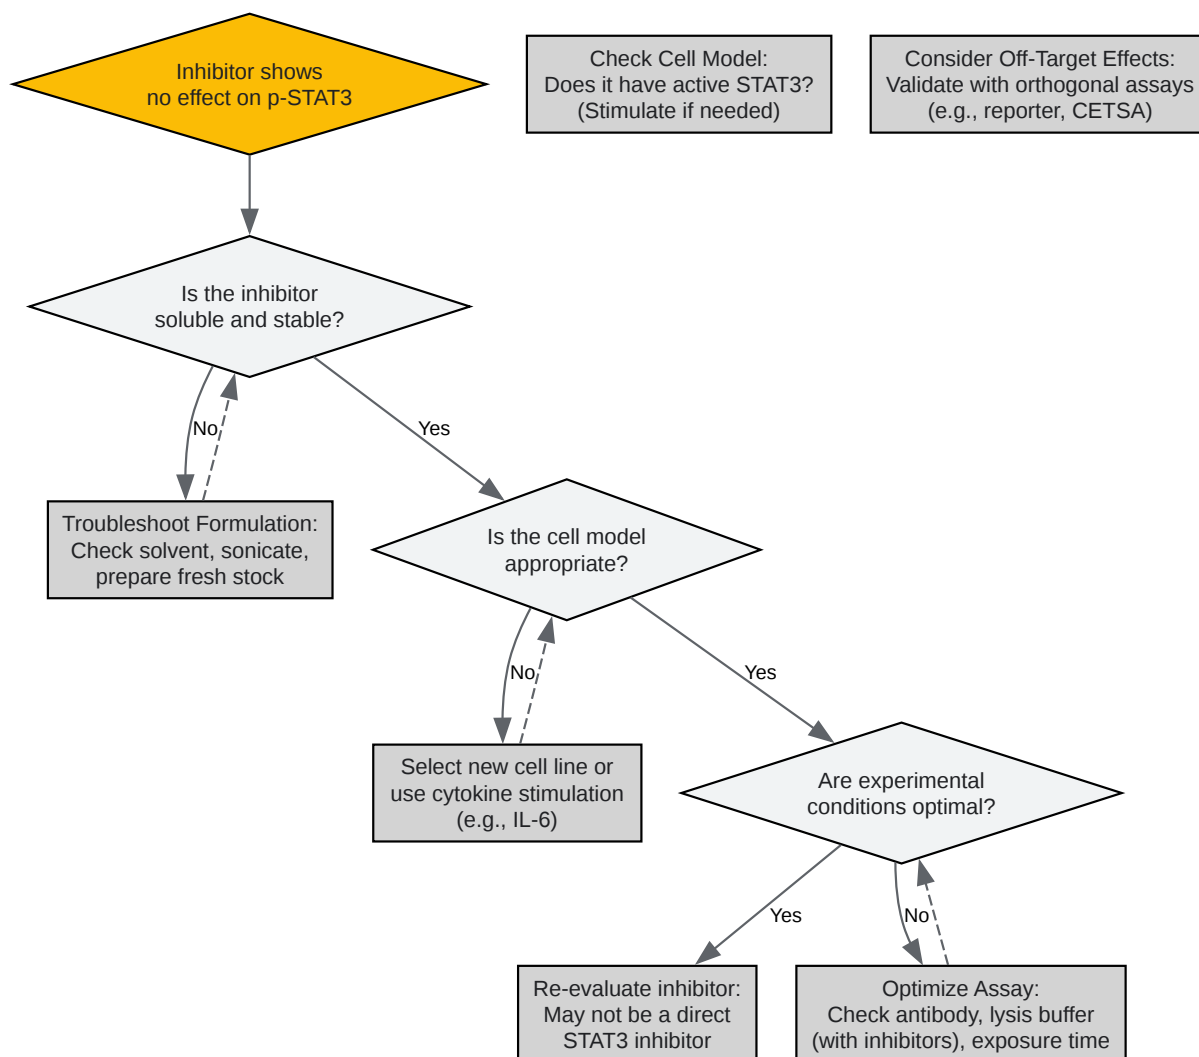 Inhibitor shows
no effect on p-STAT3
Check Cell Model:
Does it have active STAT3?
(Stimulate if needed)
Consider Off-Target Effects:
Validate with orthogonal assays
(e.g., reporter, CETSA)
Is the inhibitor
soluble and stable?
No
Yes
Troubleshoot Formulation:
Check solvent, sonicate,
prepare fresh stock
Is the cell model
appropriate?
No
Yes
Select new cell line or
use cytokine stimulation
(e.g., IL-6)
Are experimental
conditions optimal?
Yes
No
Re-evaluate inhibitor:
May not be a direct
STAT3 inhibitor
Optimize Assay:
Check antibody, lysis buffer
(with inhibitors), exposure time